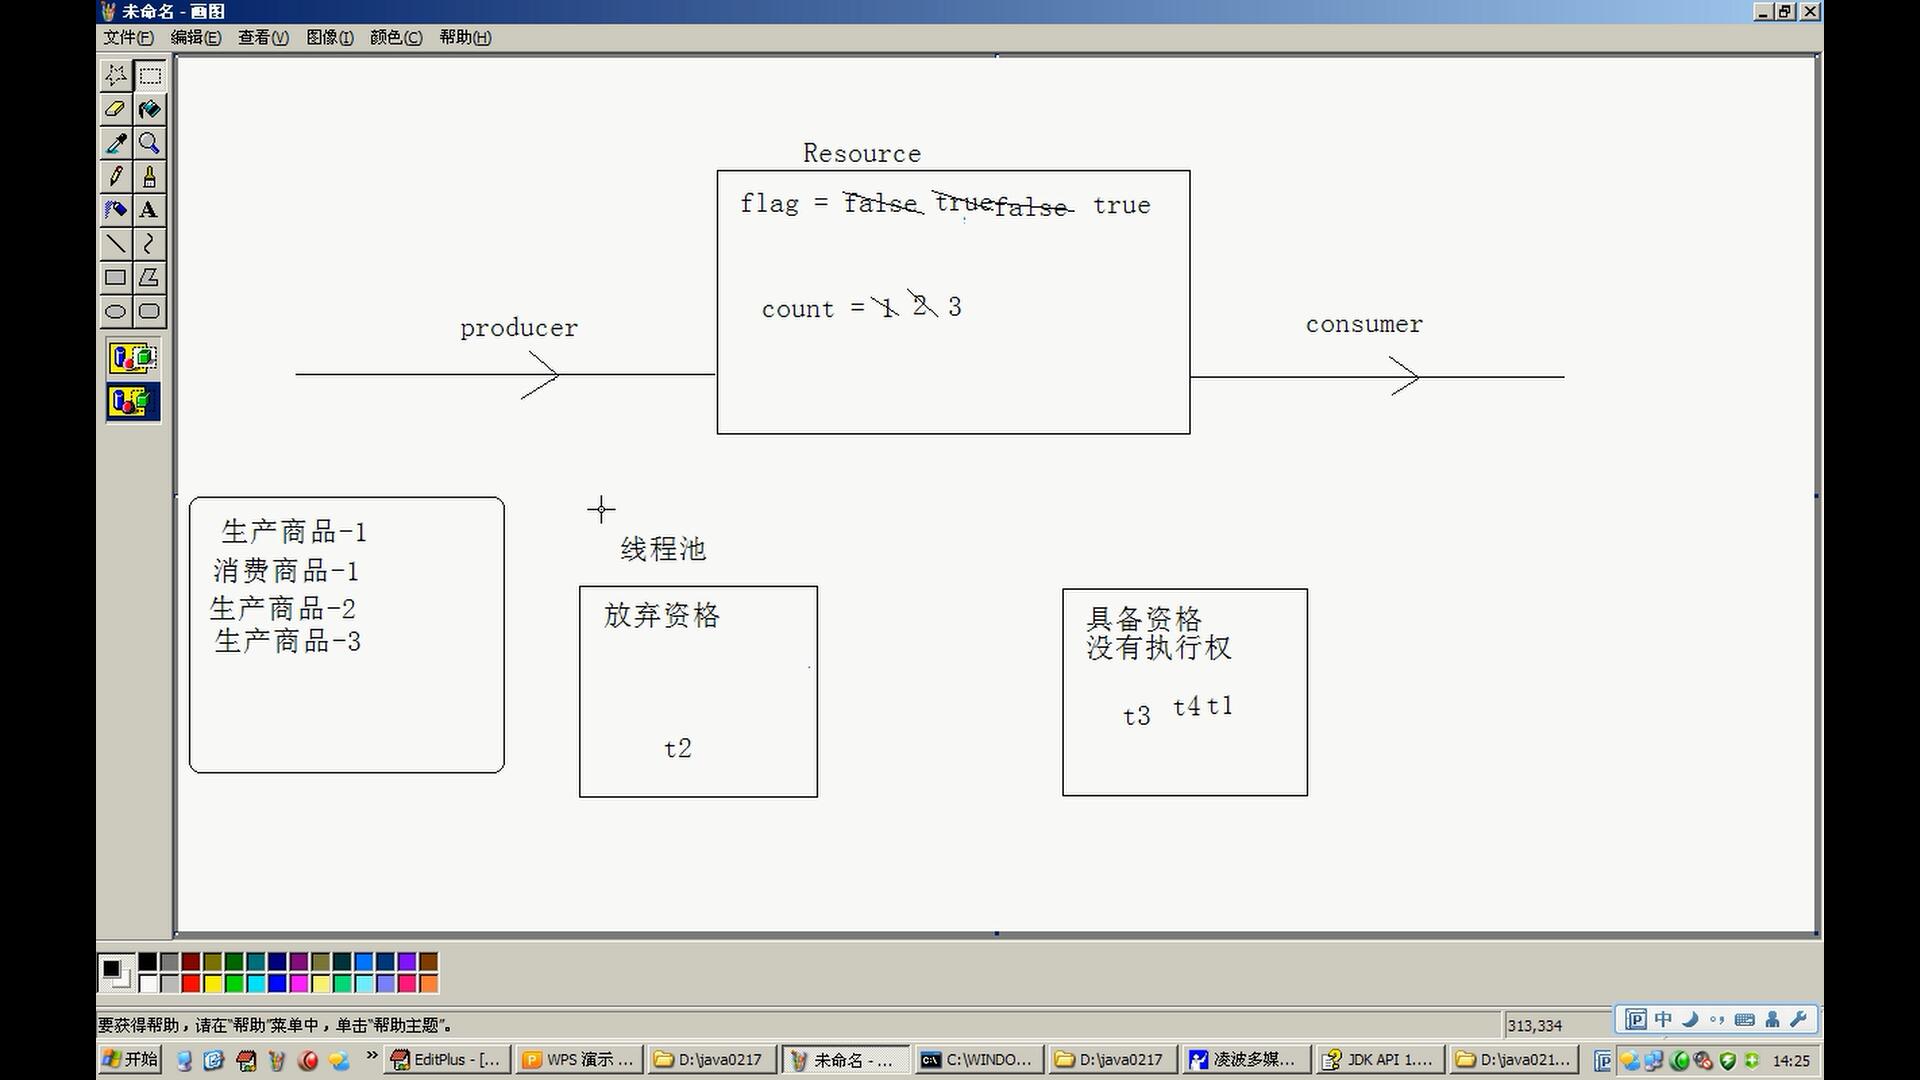 未命名 - 画图
文件(F) 编辑(E) 查看(V) 图像(I) 颜色(C) 帮助(H)
Resource
flag = false true false true
count = 1 2 3
producer
consumer
生产商品-1
消费商品-1
生产商品-2
生产商品-3
线程池
放弃资格
t2
具备资格
没有执行权
t3 t4 t1
要获得帮助，请在“帮助”菜单中，单击“帮助主题”。
313,334
中
开始
EditPlus - [...
WPS 演示 ...
D:\java0217
未命名 - ...
C:\WINDO...
D:\java0217
凌波多媒...
JDK API 1....
D:\java021...
14:25